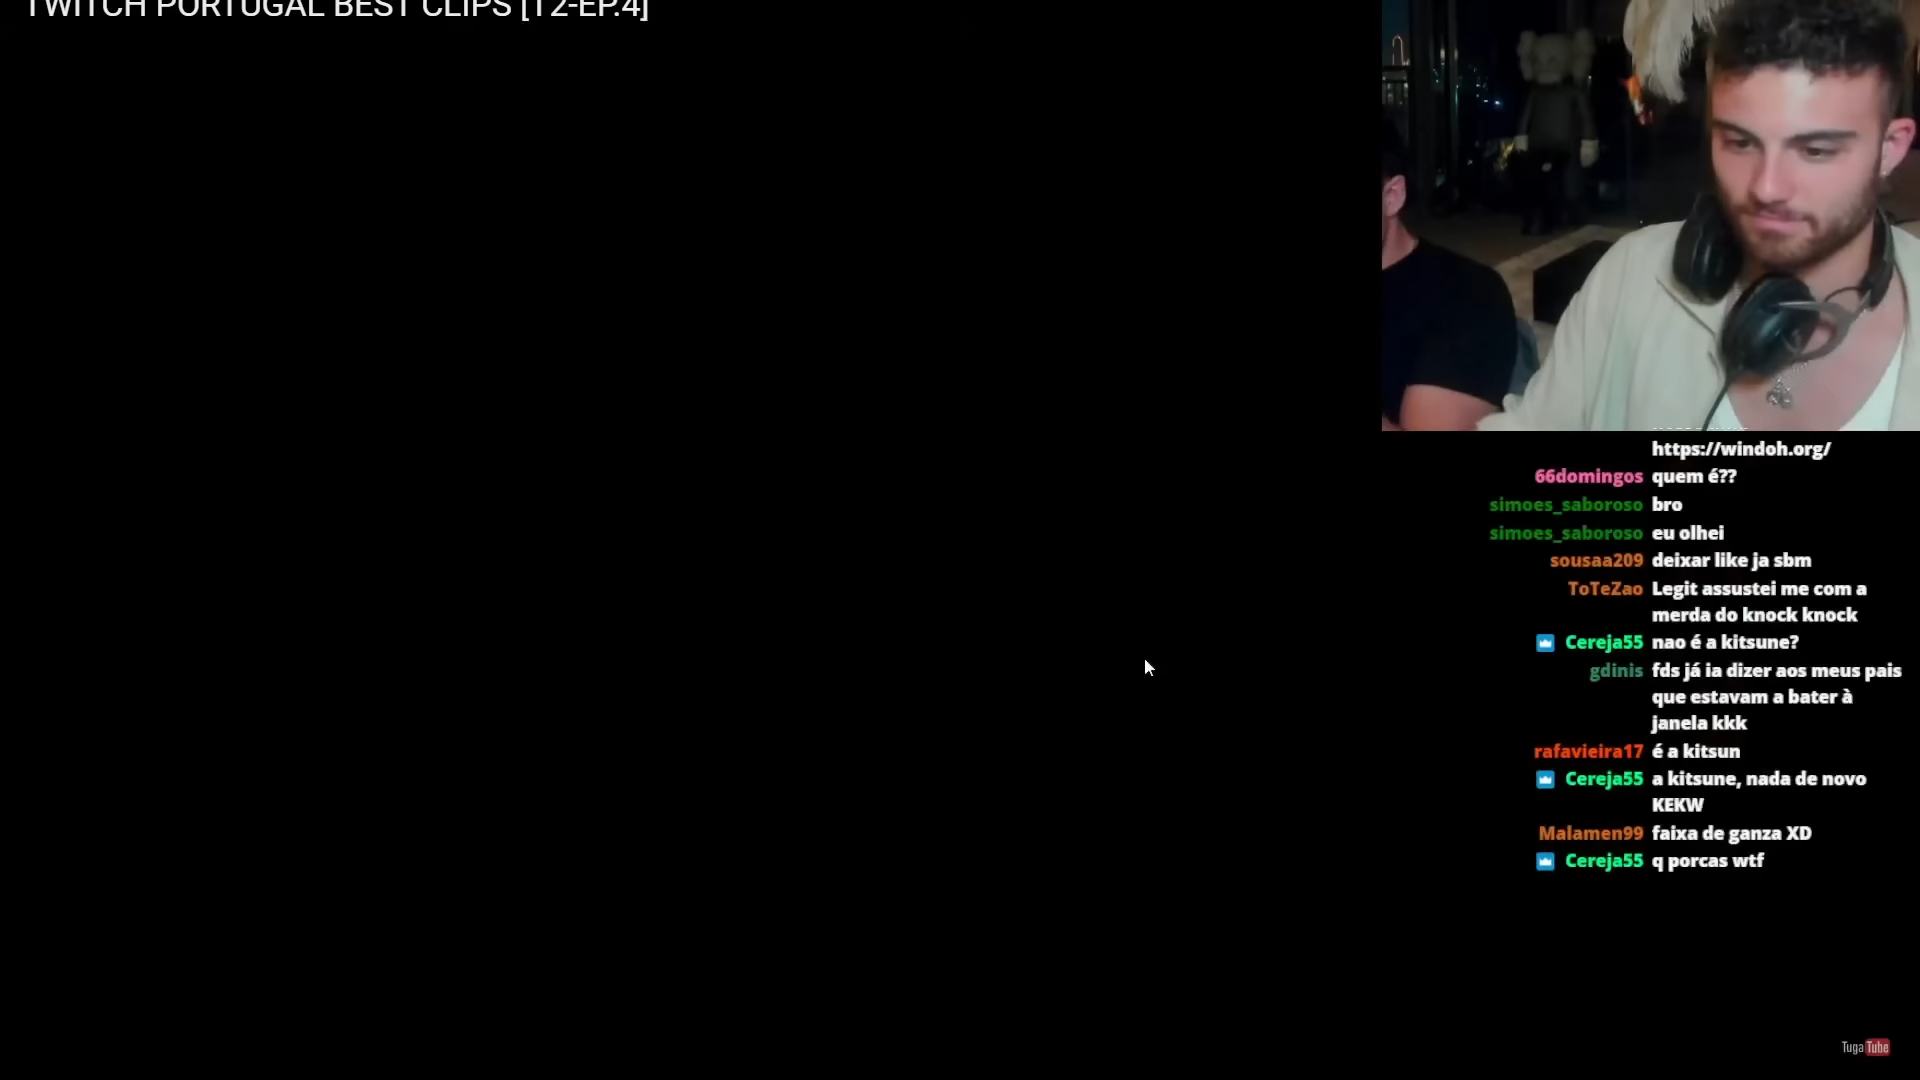 TWITCH PORTUGAL BEST CLIPS [T2-EP.4]
https://windoh.org/
66domingos quem é??
simoes_saboroso bro
simoes_saboroso eu olhei
sousaa209 deixar like ja sbm
ToTeZao Legit assustei me com a
merda do knock knock
Cereja55 nao é a kitsune?
gdinis fds já ia dizer aos meus pais
que estavam a bater à
janela kkk
rafavieira17 é a kitsun
Cereja55 a kitsune, nada de novo
KEKW
Malamen99 faixa de ganza XD
Cereja55 q porcas wtf
TugaTube